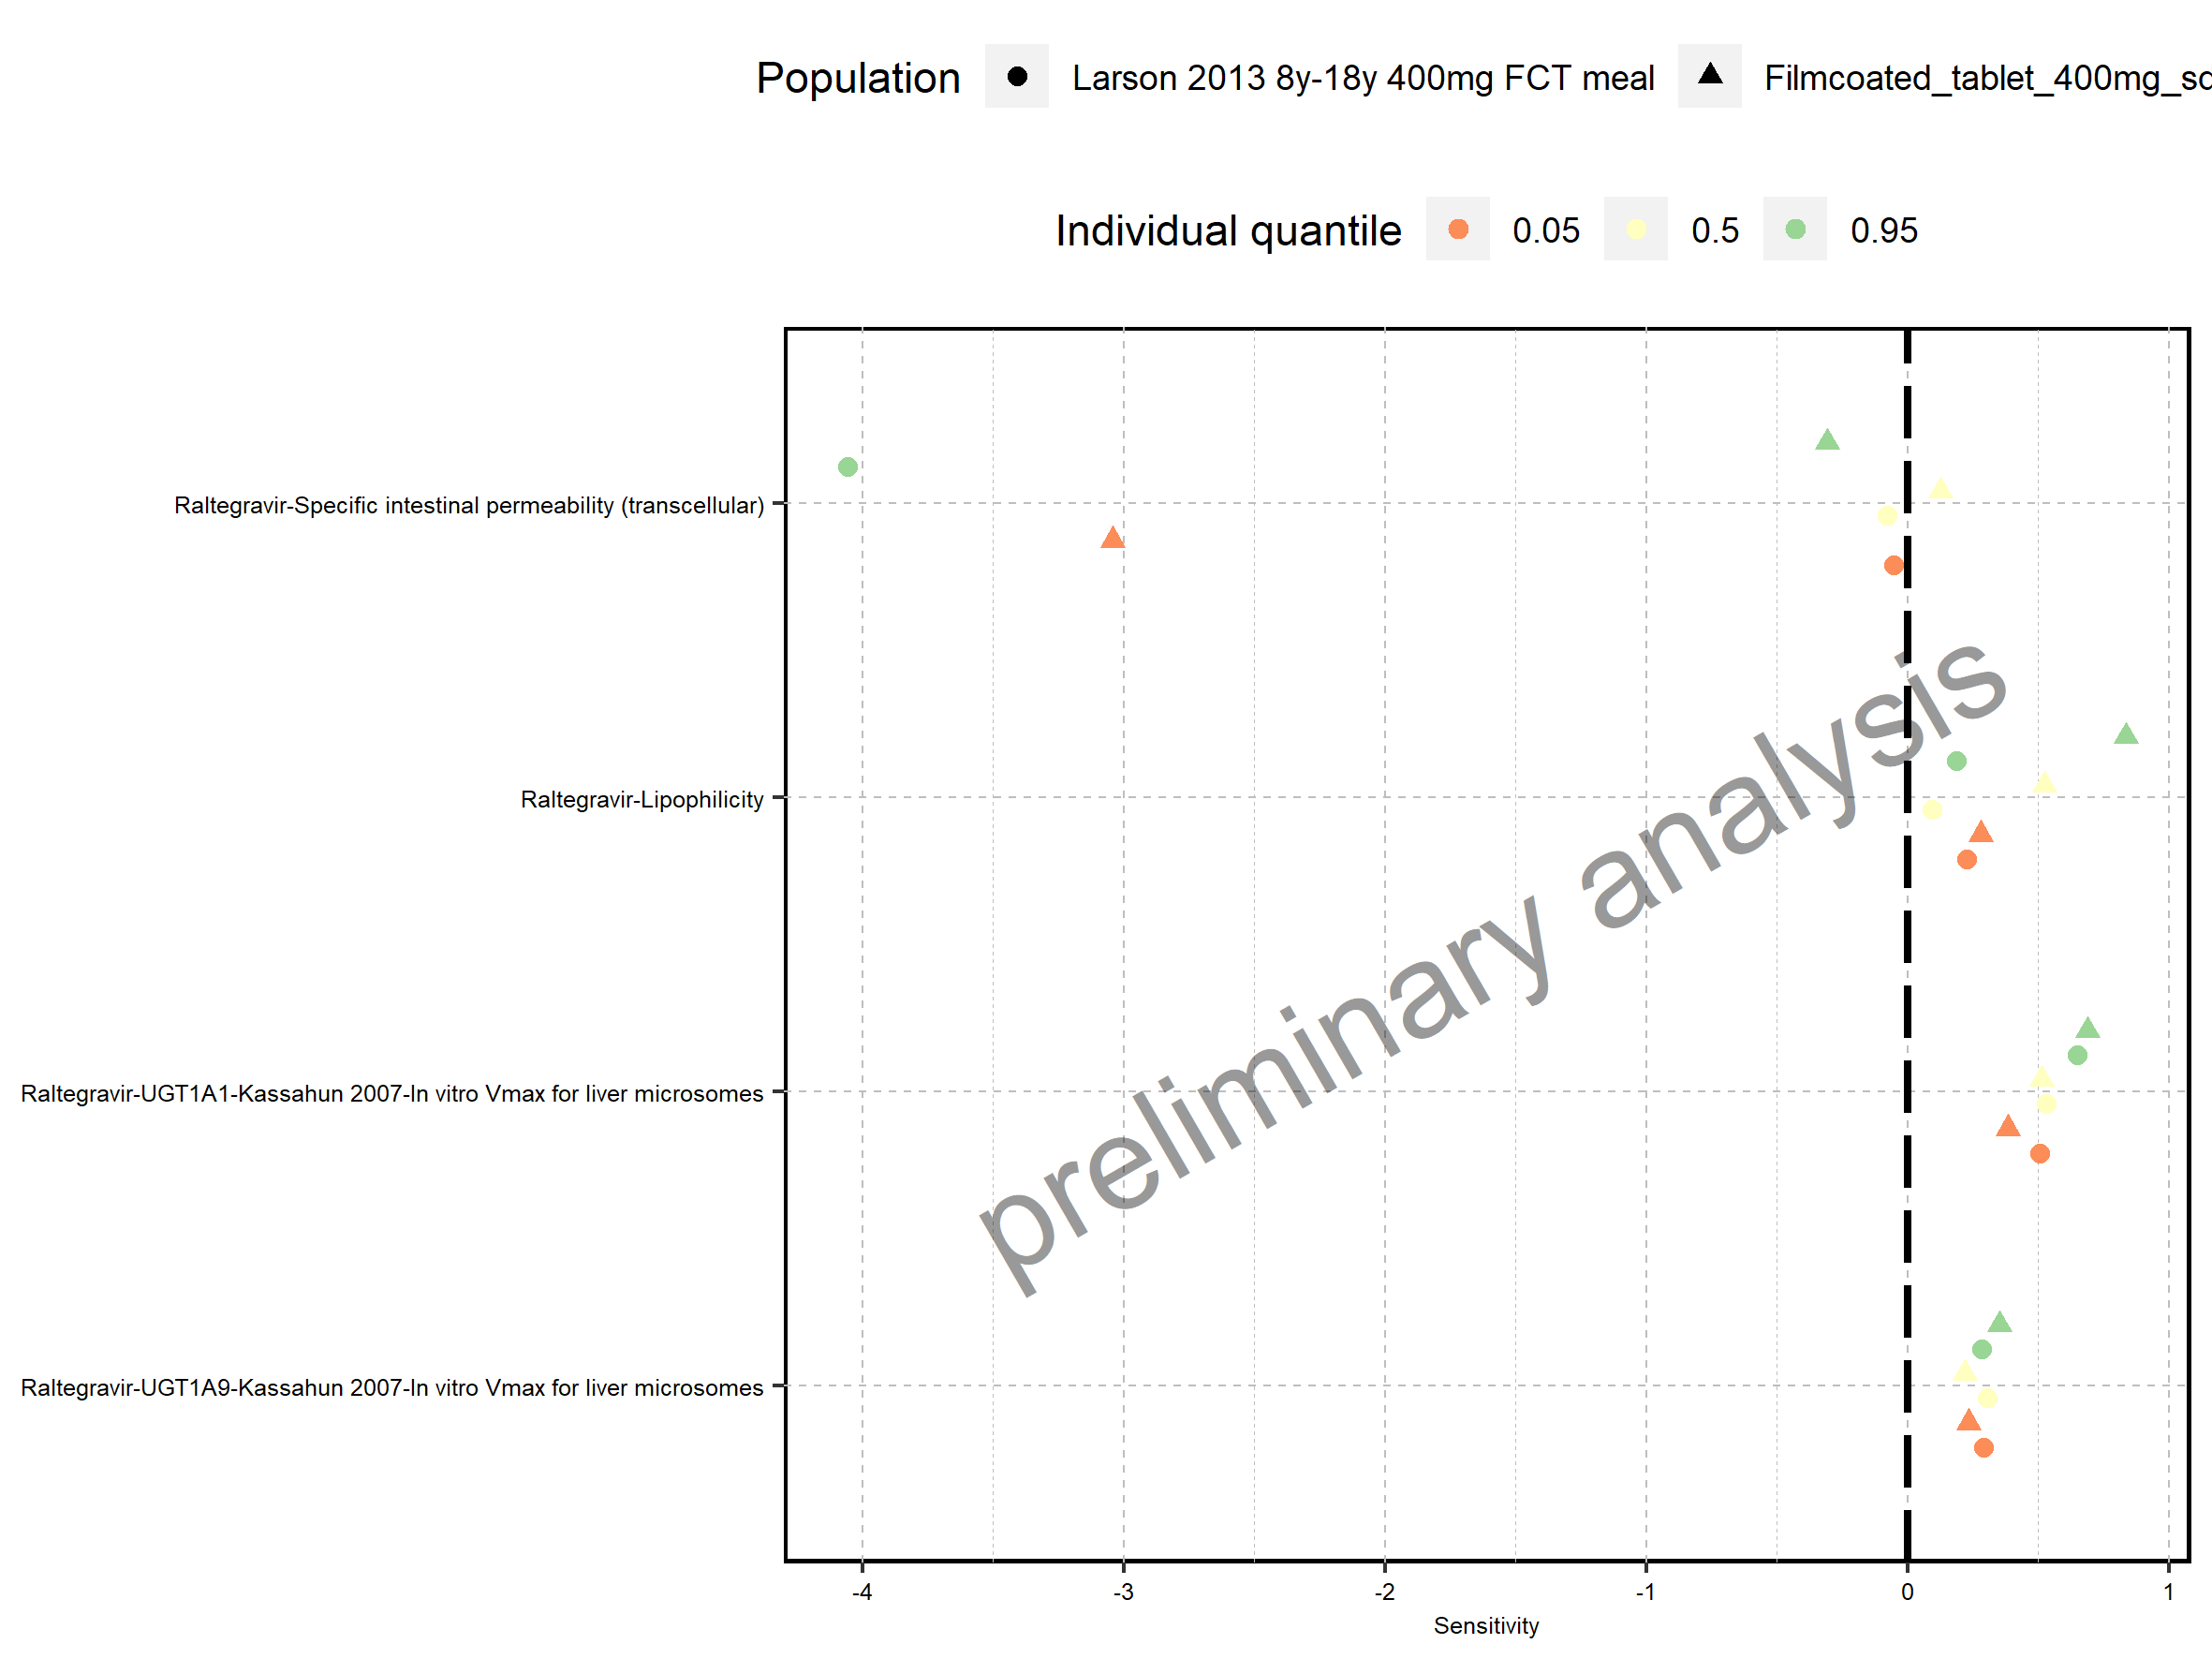 Population Larson 2013 8y-18y 400mg FCT meal Filmcoated_tablet_400mg_sd
Individual quantile 0.05 0.5 0.95
Raltegravir-Specific intestinal permeability (transcellular)
Raltegravir-Lipophilicity
preliminary analysis
Raltegravir-UGT1A1-Kassahun 2007-In vitro Vmax for liver microsomes
Raltegravir-UGT1A9-Kassahun 2007-In vitro Vmax for liver microsomes
-4 -3 -2 -1 0 1
Sensitivity